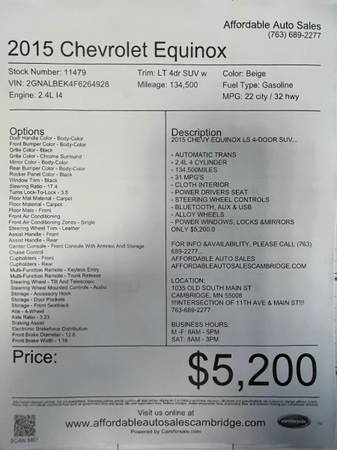 Affordable Auto Sales
(763) 689-2277
2015 Chevrolet Equinox
Stock Number: 11479
Trim: LT 4dr SUV w
Color: Beige
VIN: 2GNALBEK4F6264928
Mileage: 134,500
Fuel Type: Gasoline
Engine: 2.4L I4
MPG: 22 city / 32 hwy
Options
Door Handle Color - Body-Color
Front Bumper Color - Body-Color
Grille Color - Black
Grille Color - Chrome Surround
Mirror Color - Body-Color
Rear Bumper Color - Body-Color
Rocker Panel Color - Black
Window Trim - Black
Steering Ratio - 17.4
Turns Lock-To-Lock - 3.5
Floor Mat Material - Carpet
Floor Material - Carpet
Floor Mats - Front
Front Air Conditioning
Front Air Conditioning Zones - Single
Steering Wheel Trim - Leather
Assist Handle - Front
Assist Handle - Rear
Center Console - Front Console With Armrest And Storage
Cruise Control
Cupholders - Front
Cupholders - Rear
Multi-Function Remote - Keyless Entry
Multi-Function Remote - Trunk Release
Steering Wheel - Tilt And Telescopic
Steering Wheel Mounted Controls - Audio
Storage - Accessory Hook
Storage - Door Pockets
Storage - Front Seatback
Abs - 4-Wheel
Axle Ratio - 3.23
Braking Assist
Electronic Brakeforce Distribution
Front Brake Diameter - 12.6
Front Brake Width - 1.18
Description
2015 CHEVY EQUINOX LS 4-DOOR SUV...
- AUTOMATIC TRANS
- 2.4L 4 CYLINDER
- 134,500MILES
- 31 MPG'S
- CLOTH INTERIOR
- POWER DRIVERS SEAT
- STEERING WHEEL CONTROLS
- BLUETOOTH, AUX & USB
- ALLOY WHEELS
- POWER WINDOWS, LOCKS &MIRRORS
ONLY $5,200.0
FOR INFO &AVAILABILITY, PLEASE CALL (763)
689-2277...
AFFORDABLE AUTO SALES
AFFORDABLEAUTOSALESCAMBRIDGE.COM
LOCATION:
1035 OLD SOUTH MAIN ST
CAMBRIDGE, MN 55008
!!!INTERSECTION OF 11TH AVE & MAIN ST!!!
763-689-2277
BUSINESS HOURS:
M -F: 8AM - 5PM
SAT: 8AM - 3PM
Price:
$5,200
Visit us online at
www.affordableautosalescambridge.com
Powered by Carsforsale.com
SCAN ME!
carsforsale